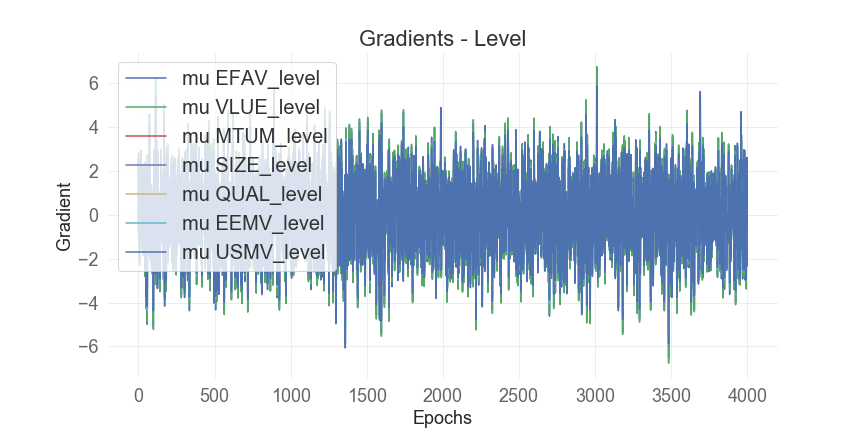 Gradients - Level
mu EFAV_level
mu VLUE_level
mu MTUM_level
mu SIZE_level
mu QUAL_level
mu EEMV_level
mu USMV_level
6
4
2
0
−2
−4
−6
Gradient
0 500 1000 1500 2000 2500 3000 3500 4000
Epochs